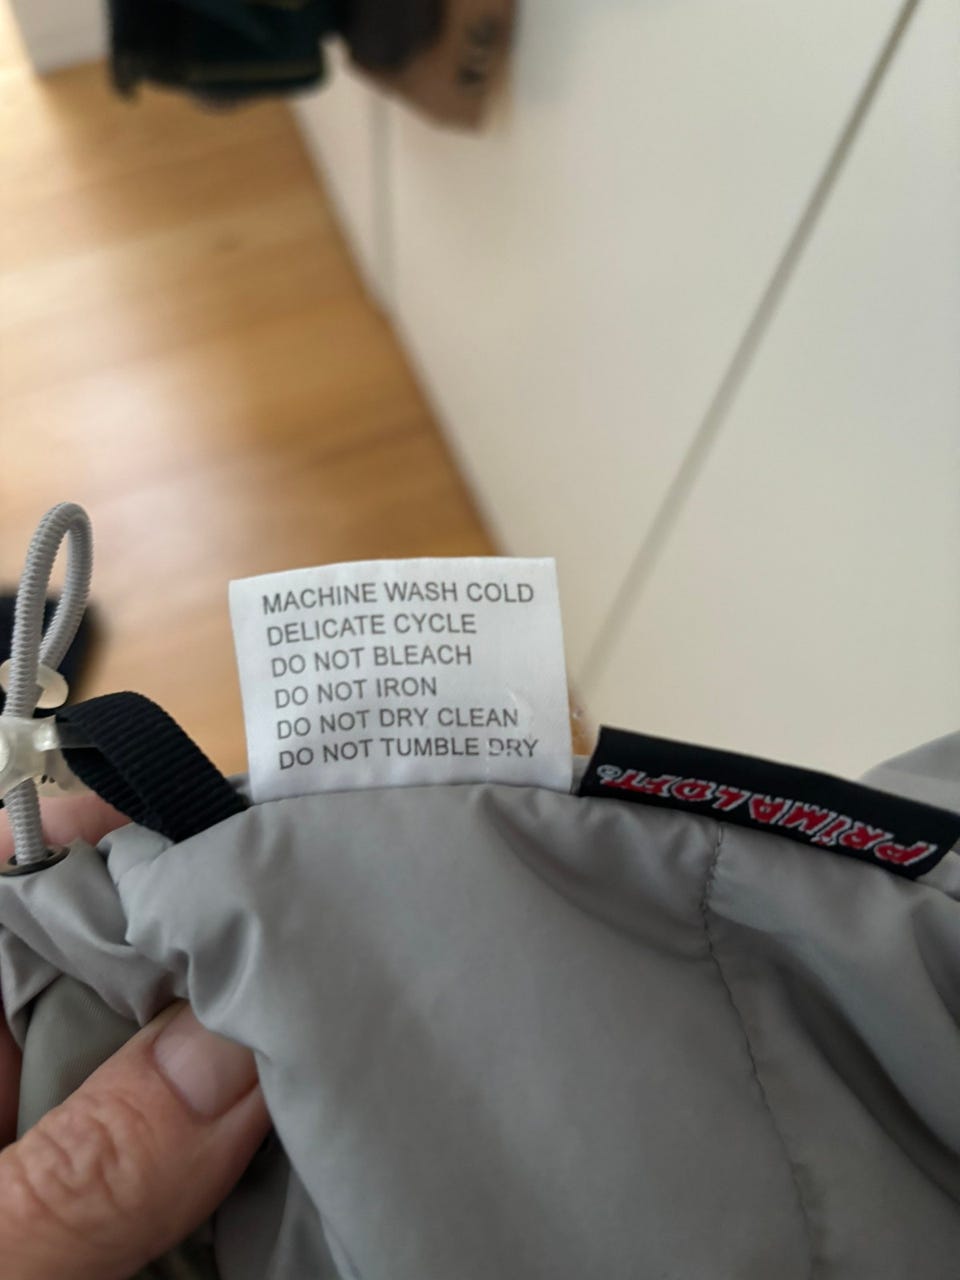 MACHINE WASH COLD
DELICATE CYCLE
DO NOT BLEACH
DO NOT IRON
DO NOT DRY CLEAN
DO NOT TUMBLE DRY
PRIMALOFT®